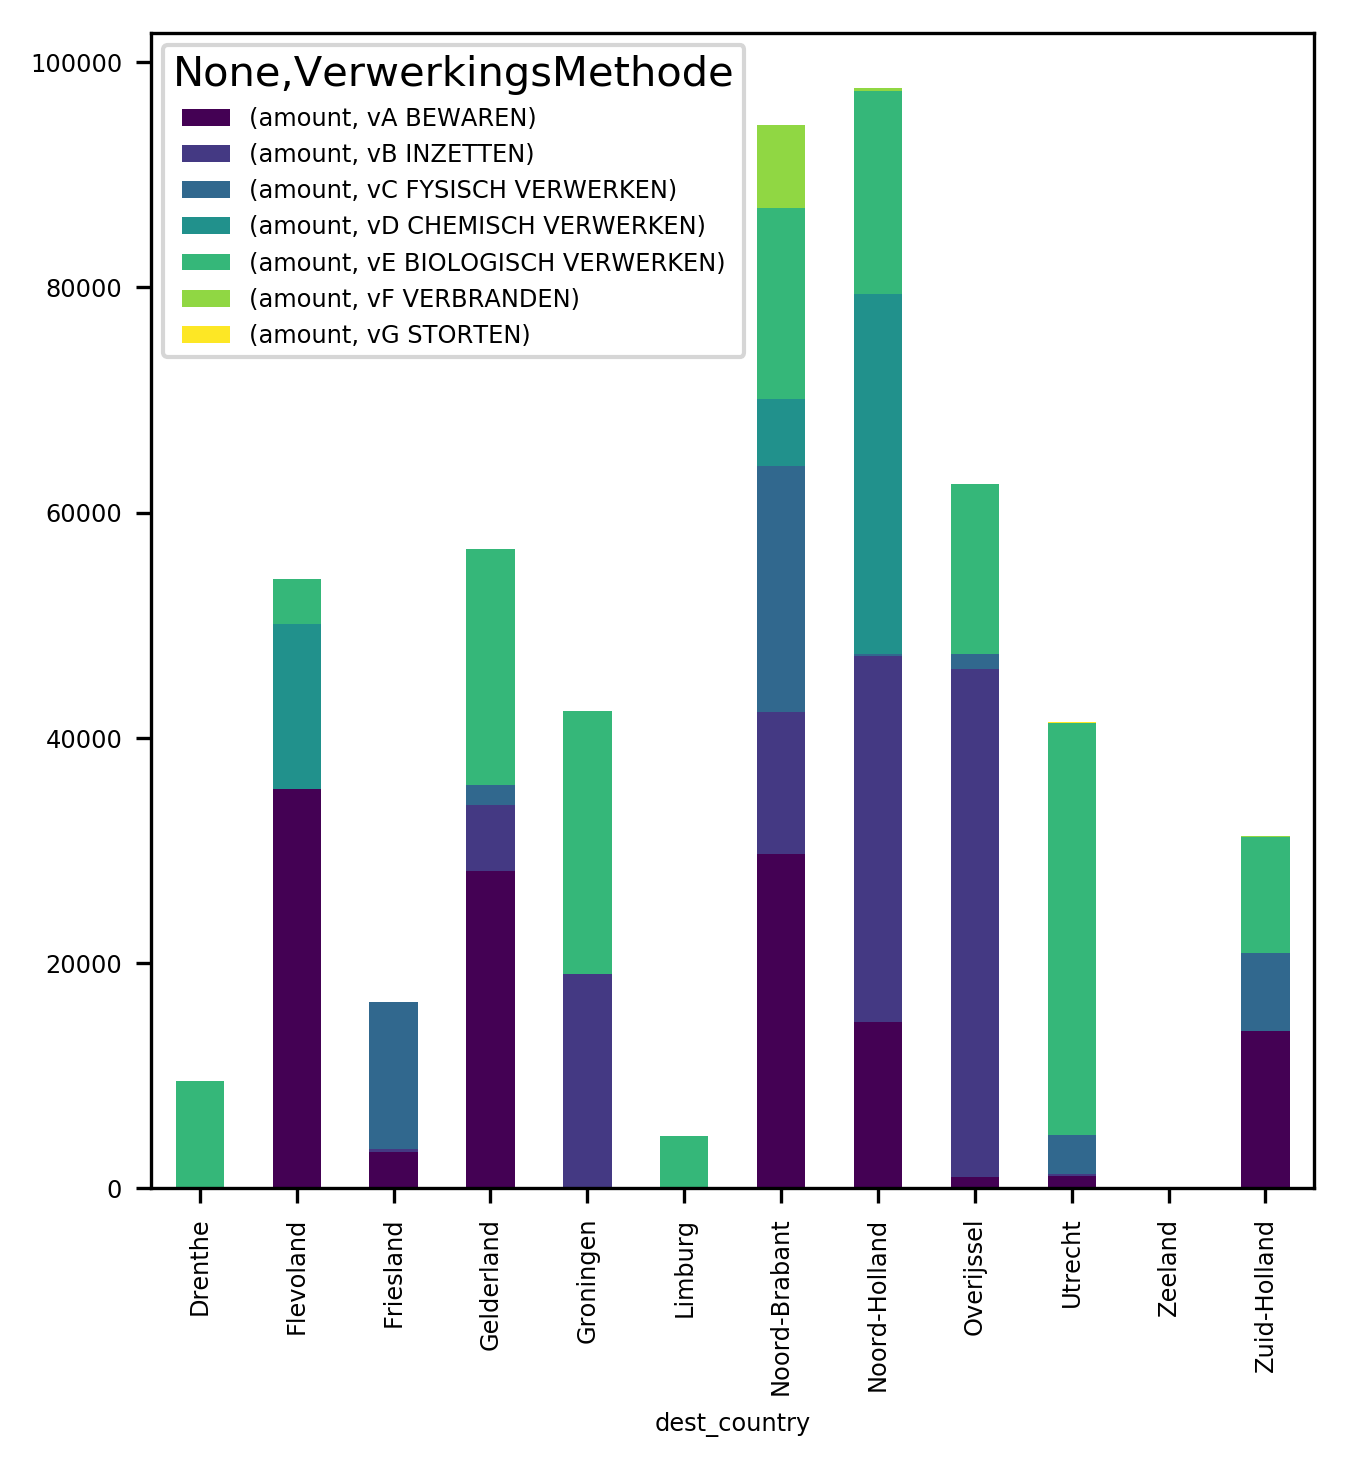 None,VerwerkingsMethode
(amount, vA BEWAREN)
(amount, vB INZETTEN)
(amount, vC FYSISCH VERWERKEN)
(amount, vD CHEMISCH VERWERKEN)
(amount, vE BIOLOGISCH VERWERKEN)
(amount, vF VERBRANDEN)
(amount, vG STORTEN)
100000
80000
60000
40000
20000
0
Drenthe
Flevoland
Friesland
Gelderland
Groningen
Limburg
Noord-Brabant
Noord-Holland
Overijssel
Utrecht
Zeeland
Zuid-Holland
dest_country